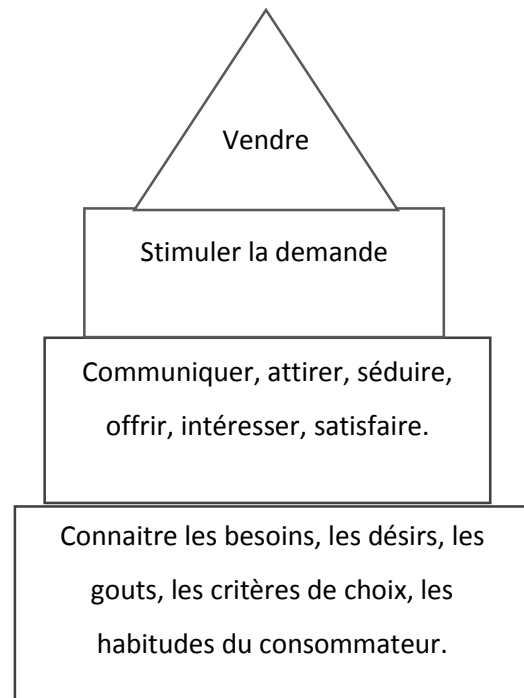 Vendre
Stimuler la demande
Communiquer, attirer, séduire,
offrir, intéresser, satisfaire.
Connaitre les besoins, les désirs, les
gouts, les critères de choix, les
habitudes du consommateur.